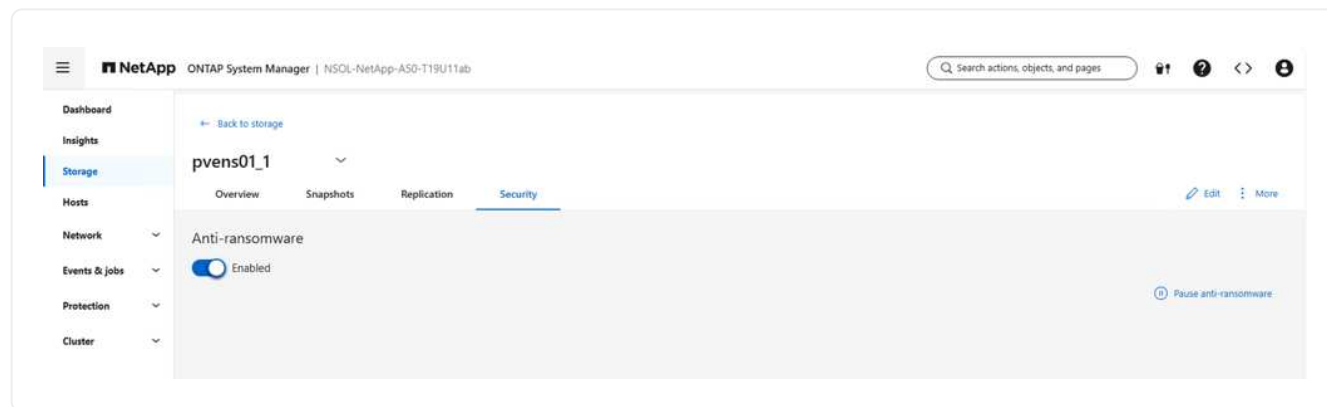 NetApp ONTAP System Manager | NSOL-NetApp-A50-T19U11ab
Search actions, objects, and pages
Dashboard
Insights
Storage
Hosts
Network
Events & jobs
Protection
Cluster
← Back to storage
pvens01_1
Overview Snapshots Replication Security
Edit More
Anti-ransomware
Enabled
Pause anti-ransomware